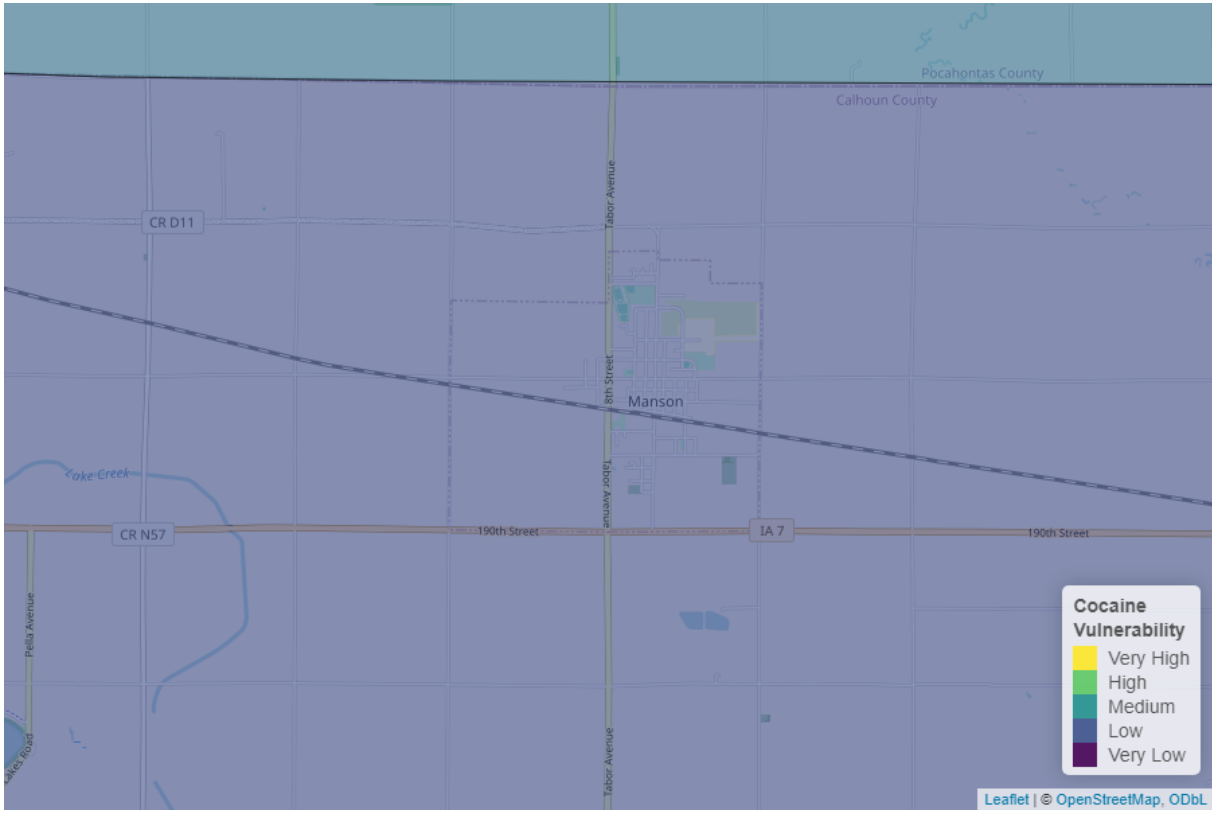 Pocahontas County
Calhoun County
Tabor Avenue
CR D11
8th Street
Manson
Lake Creek
Tabor Avenue
CR N57
190th Street
IA 7
190th Street
Pella Avenue
Lakes Road
Tabor Avenue
Cocaine
Vulnerability
Very High
High
Medium
Low
Very Low
Leaflet | © OpenStreetMap, ODbL